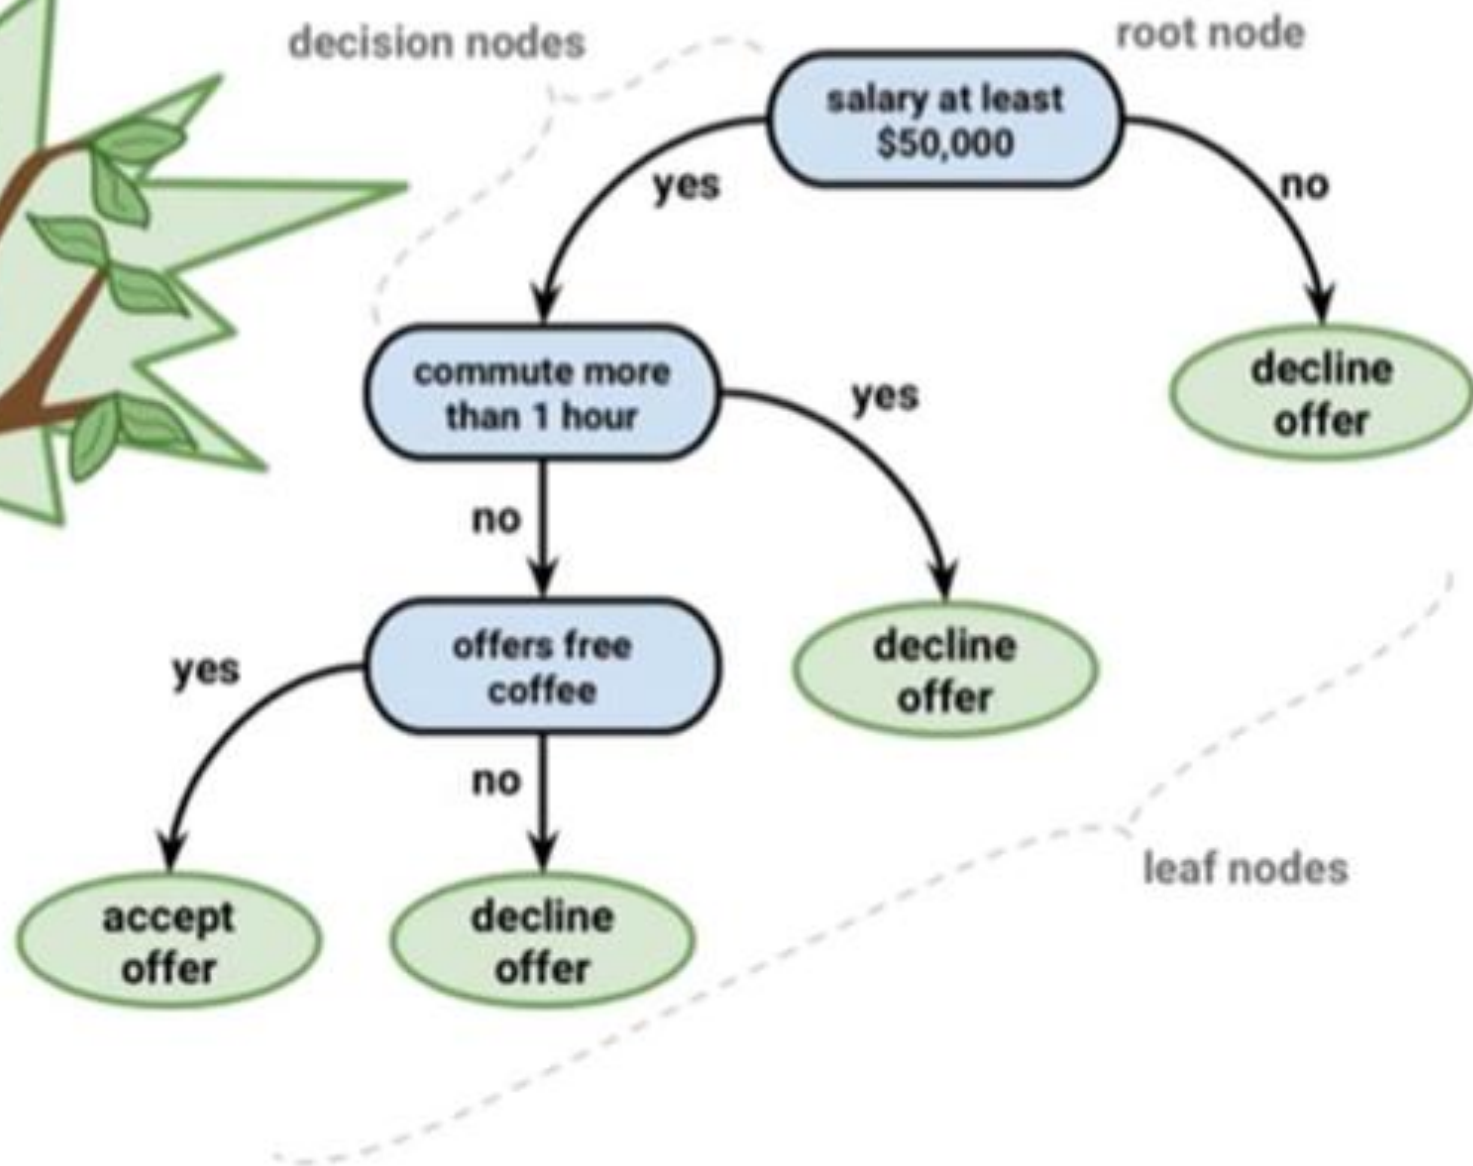 decision nodes
root node
salary at least
$50,000
yes
no
commute more
than 1 hour
yes
decline
offer
no
offers free
coffee
yes
decline
offer
no
accept
offer
decline
offer
leaf nodes